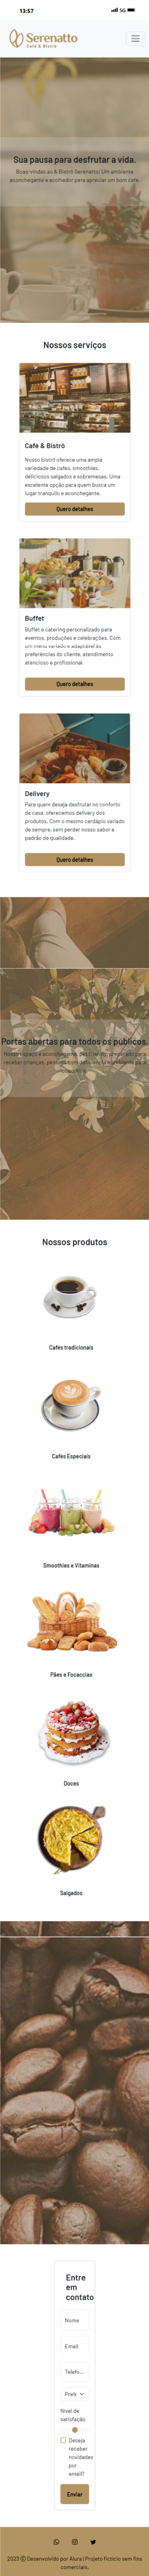 13:57
5G
Serenatto
Café & Bistrô
Sua pausa para desfrutar a vida.
Boas-vindas ao & Bistrô Serenatto! Um ambiente
aconchegante e acolhedor para apreciar um bom café.
Nossos serviços
Café & Bistrô
Nosso bistrô oferece uma ampla
variedade de cafés, smoothies,
deliciosos salgados e sobremesas. Uma
excelente opção para quem busca um
lugar tranquilo e aconchegante.
Quero detalhes
Buffet
Buffet e catering personalizado para
eventos, produções e celebrações. Com
um menu variado e adaptável às
preferências do cliente, atendimento
atencioso e profissional.
Quero detalhes
Delivery
Para quem deseja desfrutar no conforto
de casa, oferecemos delivery dos
produtos. Com o mesmo cardápio variado
de sempre, sem perder nosso sabor e
padrão de qualidade.
Quero detalhes
Portas abertas para todos os públicos.
Nosso espaço é aconchegante,
receber crianças,
Nossos produtos
Cafés tradicionais
Cafés Especiais
Smoothies e Vitaminas
Pães e Focaccias
Doces
Salgados
Entre
em
contato
Nome
Email
Telefo...
Prefe
Nível de
satisfação
Deseja
receber
novidades
por
email?
Enviar
2023 © Desenvolvido por Alura | Projeto fictício sem fins
comerciais.